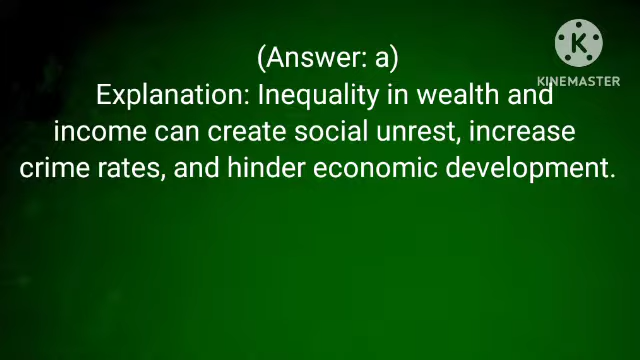 (Answer: a)
Explanation: Inequality in wealth and
income can create social unrest, increase
crime rates, and hinder economic development.
K
KINEMASTER